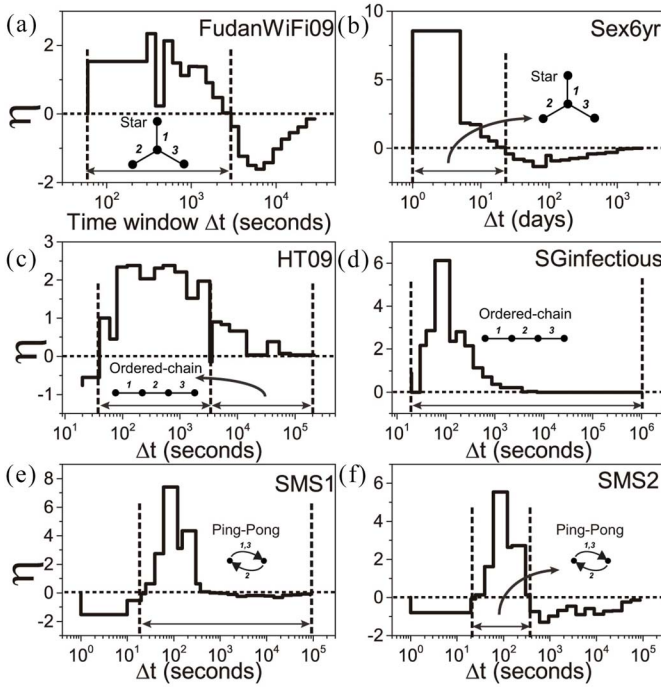 (a) FudanWiFi09
η
2
0
-2
Star
1
2 3
10² 10³ 10⁴
Time window Δt (seconds)
(b) Sex6yr
10
5
0
-5
Star
1
2 3
10⁰ 10¹ 10² 10³
Δt (days)
(c) HT09
η
3
2
1
0
-1
Ordered-chain
1 2 3
10¹ 10² 10³ 10⁴ 10⁵
Δt (seconds)
(d) SGinfectious
6
4
2
0
Ordered-chain
1 2 3
10¹ 10² 10³ 10⁴ 10⁵ 10⁶
Δt (seconds)
(e) SMS1
η
8
6
4
2
0
-2
Ping-Pong
1,3
2
10⁰ 10¹ 10² 10³ 10⁴ 10⁵
Δt (seconds)
(f) SMS2
6
4
2
0
-2
Ping-Pong
1,3
2
10⁰ 10¹ 10² 10³ 10⁴ 10⁵
Δt (seconds)